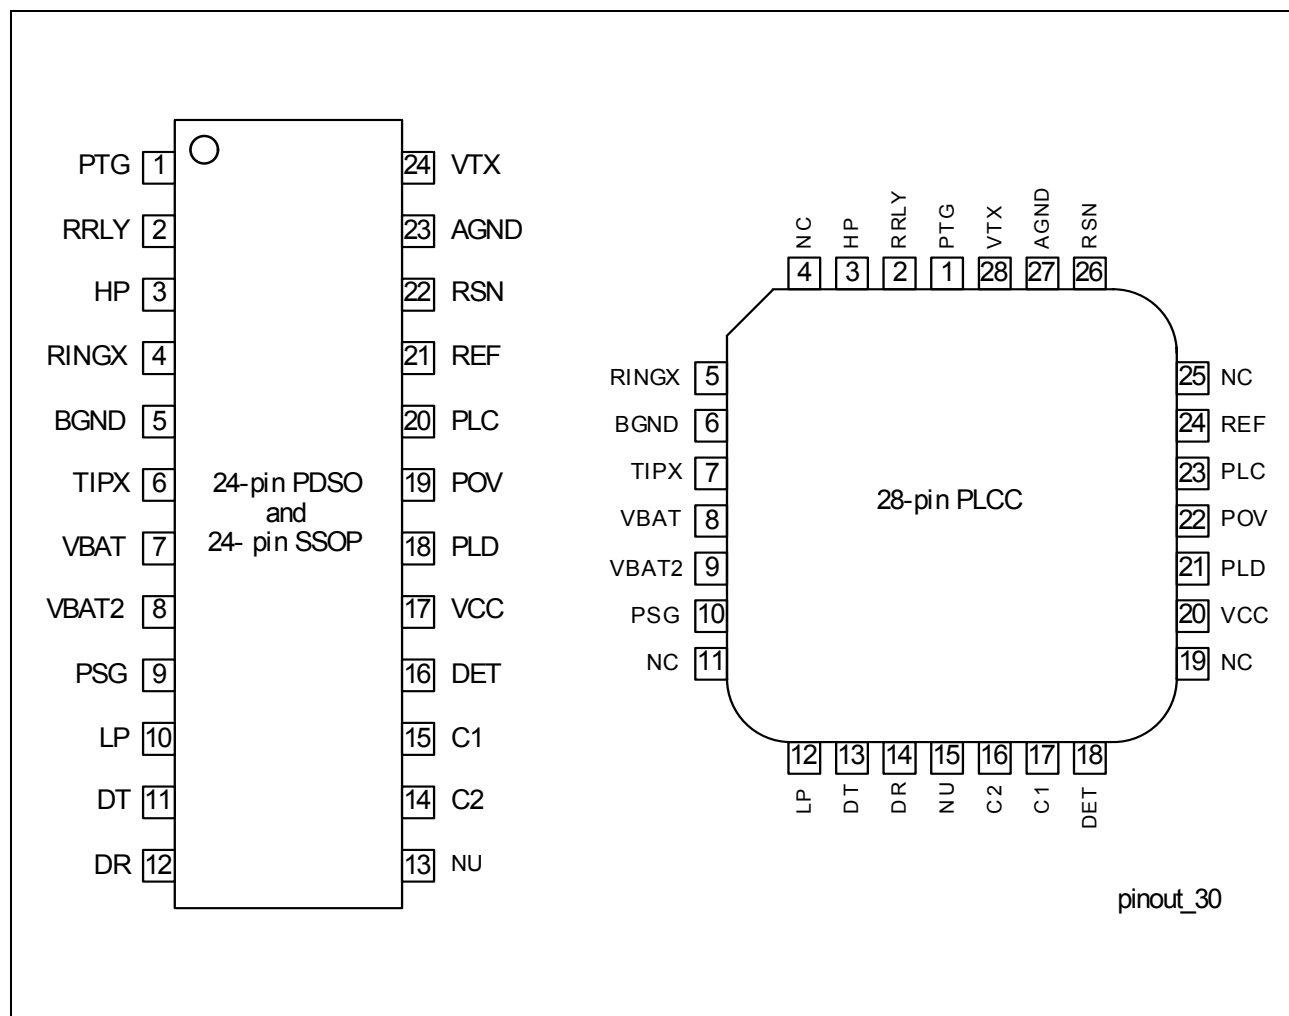 PTG 1
RRLY 2
HP 3
RINGX 4
BGND 5
TIPX 6
VBAT 7
VBAT2 8
PSG 9
LP 10
DT 11
DR 12
24 VTX
23 AGND
22 RSN
21 REF
20 PLC
19 POV
18 PLD
17 VCC
16 DET
15 C1
14 C2
13 NU
24-pin PDSO
and
24- pin SSOP
NC HP RRLY PTG VTX AGND RSN
4 3 2 1 28 27 26
RINGX 5
BGND 6
TIPX 7
VBAT 8
VBAT2 9
PSG 10
NC 11
28-pin PLCC
25 NC
24 REF
23 PLC
22 POV
21 PLD
20 VCC
19 NC
12 13 14 15 16 17 18
LP DT DR NU C2 C1 DET
pinout_30